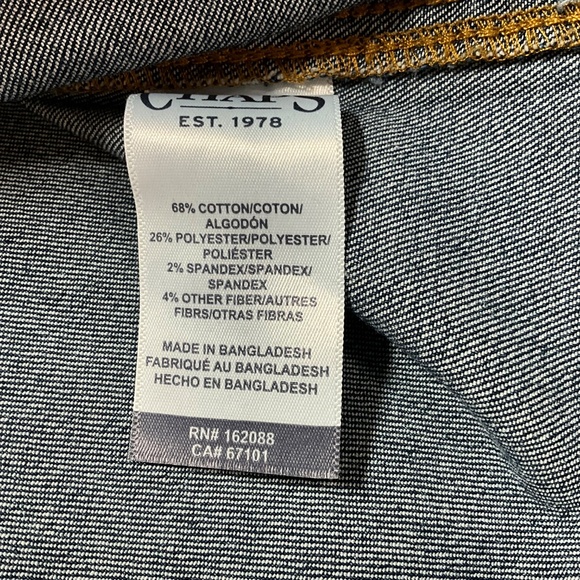 CHAPS
EST. 1978
68% COTTON/COTON/
ALGODÓN
26% POLYESTER/POLYESTER/
POLIÉSTER
2% SPANDEX/SPANDEX/
SPANDEX
4% OTHER FIBER/AUTRES
FIBRS/OTRAS FIBRAS
MADE IN BANGLADESH
FABRIQUÉ AU BANGLADESH
HECHO EN BANGLADESH
RN# 162088
CA# 67101